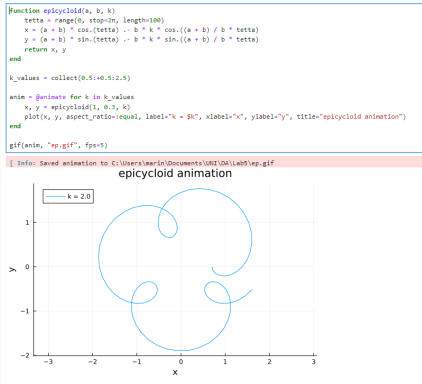 function epicycloid(a, b, k)
    tetta = range(0, stop=2π, length=100)
    x = (a + b) * cos.(tetta) .- b * k * cos.((a + b) / b * tetta)
    y = (a + b) * sin.(tetta) .- b * k * sin.((a + b) / b * tetta)
    return x, y
end
k_values = collect(0.5:+0.5:2.5)
anim = @animate for k in k_values
    x, y = epicycloid(1, 0.3, k)
    plot(x, y, aspect_ratio=:equal, label="k = $k", xlabel="x", ylabel="y", title="epicycloid animation")
end
gif(anim, "ep.gif", fps=5)
[ Info: Saved animation to C:\Users\marin\Documents\UNI\DA\Lab5\ep.gif
epicycloid animation
k = 2.0
1
0
y
−1
−2
−3 −2 −1 0 1 2 3
x